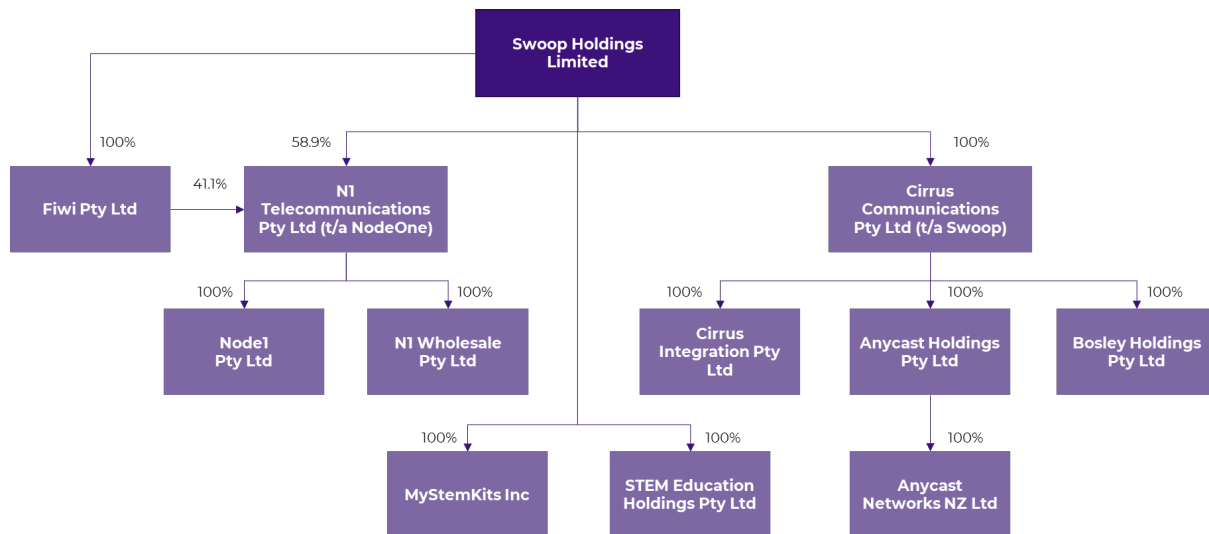 Swoop Holdings
Limited
100%
58.9%
100%
Fiwi Pty Ltd
41.1%
N1
Telecommunications
Pty Ltd (t/a NodeOne)
Cirrus
Communications
Pty Ltd (t/a Swoop)
100%
100%
100%
100%
100%
Node1
Pty Ltd
N1 Wholesale
Pty Ltd
Cirrus
Integration Pty
Ltd
Anycast Holdings
Pty Ltd
Bosley Holdings
Pty Ltd
100%
100%
100%
MyStemKits Inc
STEM Education
Holdings Pty Ltd
Anycast
Networks NZ Ltd